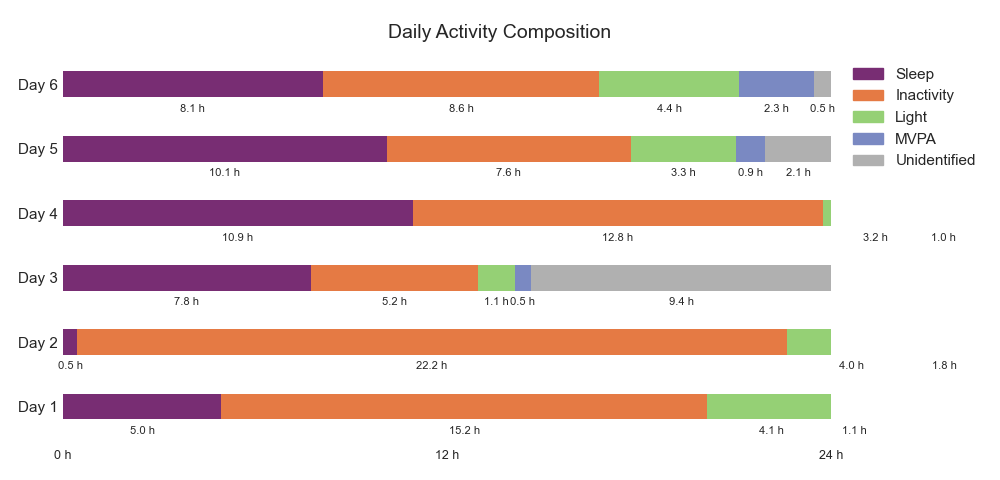 Daily Activity Composition
Day 6
8.1 h 8.6 h 4.4 h 2.3 h 0.5 h
Day 5
10.1 h 7.6 h 3.3 h 0.9 h 2.1 h
Day 4
10.9 h 12.8 h 3.2 h 1.0 h
Day 3
7.8 h 5.2 h 1.1 h 0.5 h 9.4 h
Day 2
0.5 h 22.2 h 4.0 h 1.8 h
Day 1
5.0 h 15.2 h 4.1 h 1.1 h
0 h 12 h 24 h
Sleep
Inactivity
Light
MVPA
Unidentified